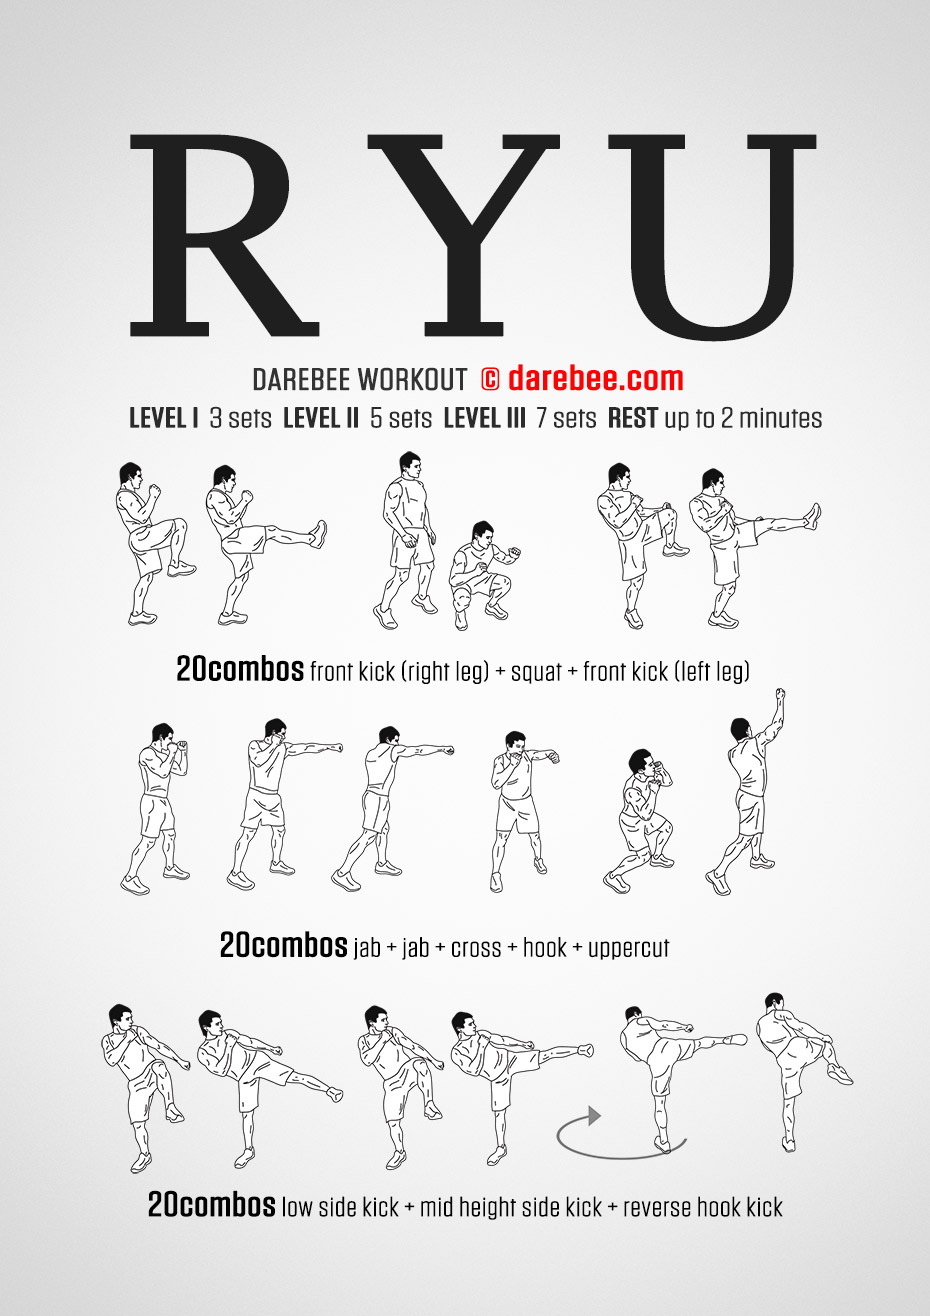 RYU
DAREBEE WORKOUT © darebee.com
LEVEL I 3 sets LEVEL II 5 sets LEVEL III 7 sets REST up to 2 minutes
20combos front kick (right leg) + squat + front kick (left leg)
20combos jab + jab + cross + hook + uppercut
20combos low side kick + mid height side kick + reverse hook kick